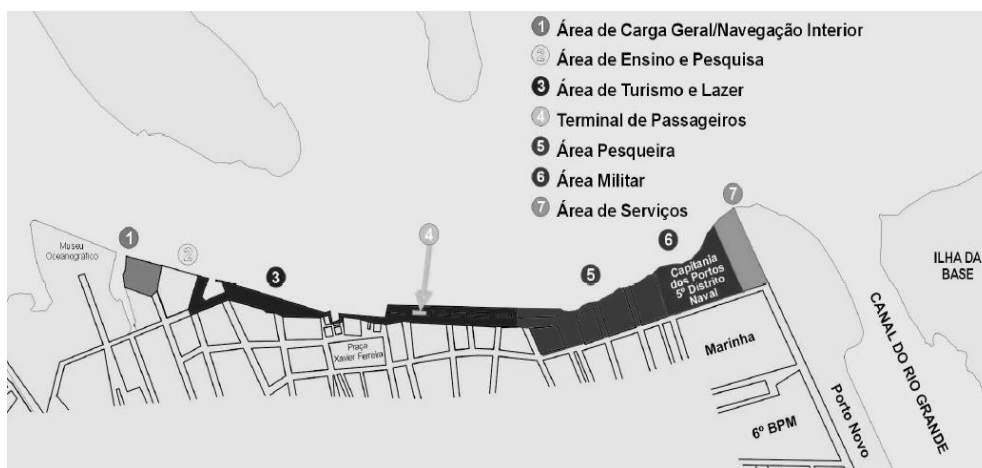 1 Área de Carga Geral/Navegação Interior
2 Área de Ensino e Pesquisa
3 Área de Turismo e Lazer
4 Terminal de Passageiros
5 Área Pesqueira
6 Área Militar
7 Área de Serviços
7
1
Museu
Oceanográfico
2
4
6
3
5
Capitania
dos Portos
5º Distrito
Naval
ILHA DA
BASE
Praça
Xavier Ferreira
Marinha
CANAL DO RIO GRANDE
Porto Novo
6º BPM